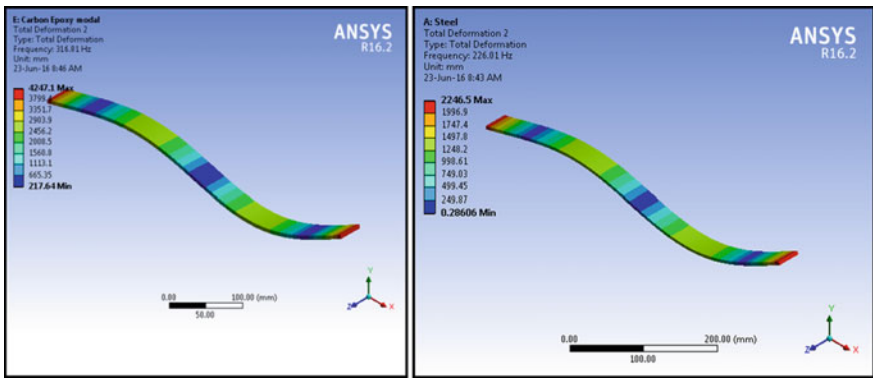 E: Carbon Epoxy modal
Total Deformation 2
Type: Total Deformation
Frequency: 316.01 Hz
Unit: mm
23-Jun-16 8:46 AM
ANSYS
R16.2
4247.1 Max
3799.4
3351.7
2903.9
2456.2
2008.5
1560.8
1113.1
665.35
217.64 Min
0.00
100.00 (mm)
50.00
Y
Z
X
A: Steel
Total Deformation 2
Type: Total Deformation
Frequency: 226.01 Hz
Unit: mm
23-Jun-16 8:43 AM
ANSYS
R16.2
2246.5 Max
1996.9
1747.4
1497.8
1248.2
998.61
749.03
499.45
249.87
0.28606 Min
0.00
200.00 (mm)
100.00
Y
Z
X